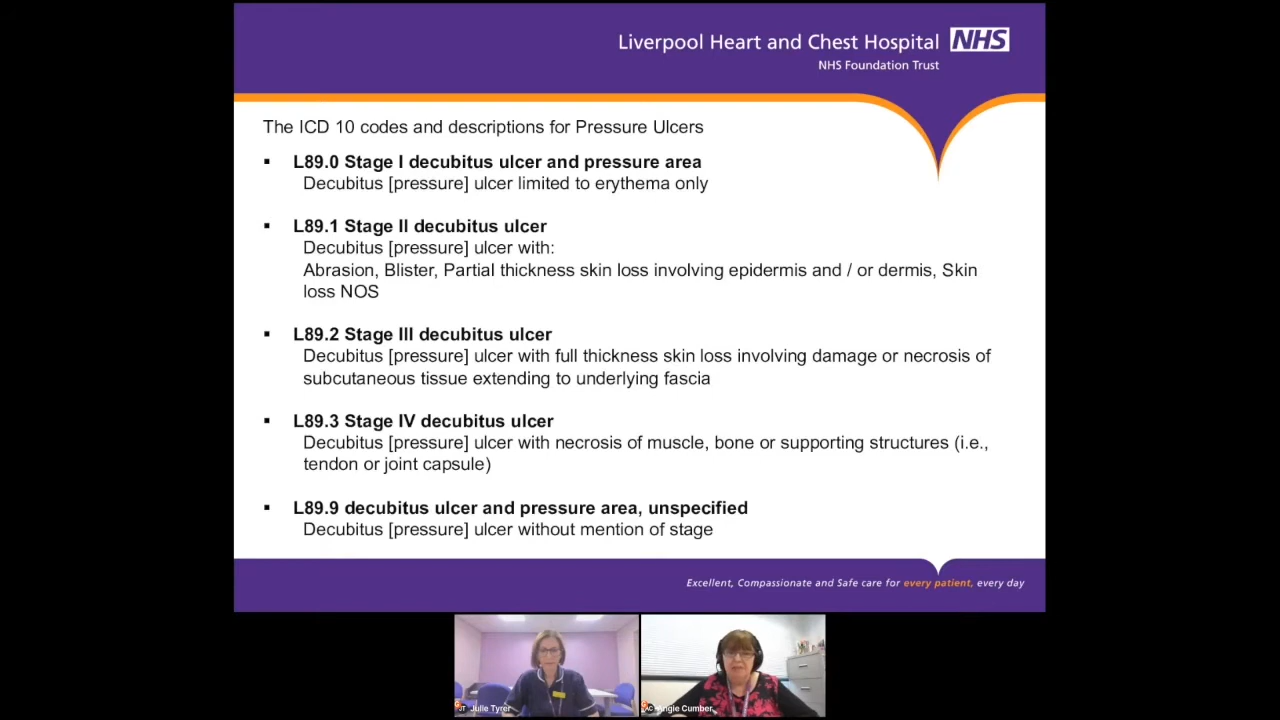 Liverpool Heart and Chest Hospital NHS
NHS Foundation Trust
The ICD 10 codes and descriptions for Pressure Ulcers
▪ L89.0 Stage I decubitus ulcer and pressure area
Decubitus [pressure] ulcer limited to erythema only
▪ L89.1 Stage II decubitus ulcer
Decubitus [pressure] ulcer with:
Abrasion, Blister, Partial thickness skin loss involving epidermis and / or dermis, Skin
loss NOS
▪ L89.2 Stage III decubitus ulcer
Decubitus [pressure] ulcer with full thickness skin loss involving damage or necrosis of
subcutaneous tissue extending to underlying fascia
▪ L89.3 Stage IV decubitus ulcer
Decubitus [pressure] ulcer with necrosis of muscle, bone or supporting structures (i.e.,
tendon or joint capsule)
▪ L89.9 decubitus ulcer and pressure area, unspecified
Decubitus [pressure] ulcer without mention of stage
Excellent, Compassionate and Safe care for every patient, every day
JT Julie Tyrer
AC Angie Cumber